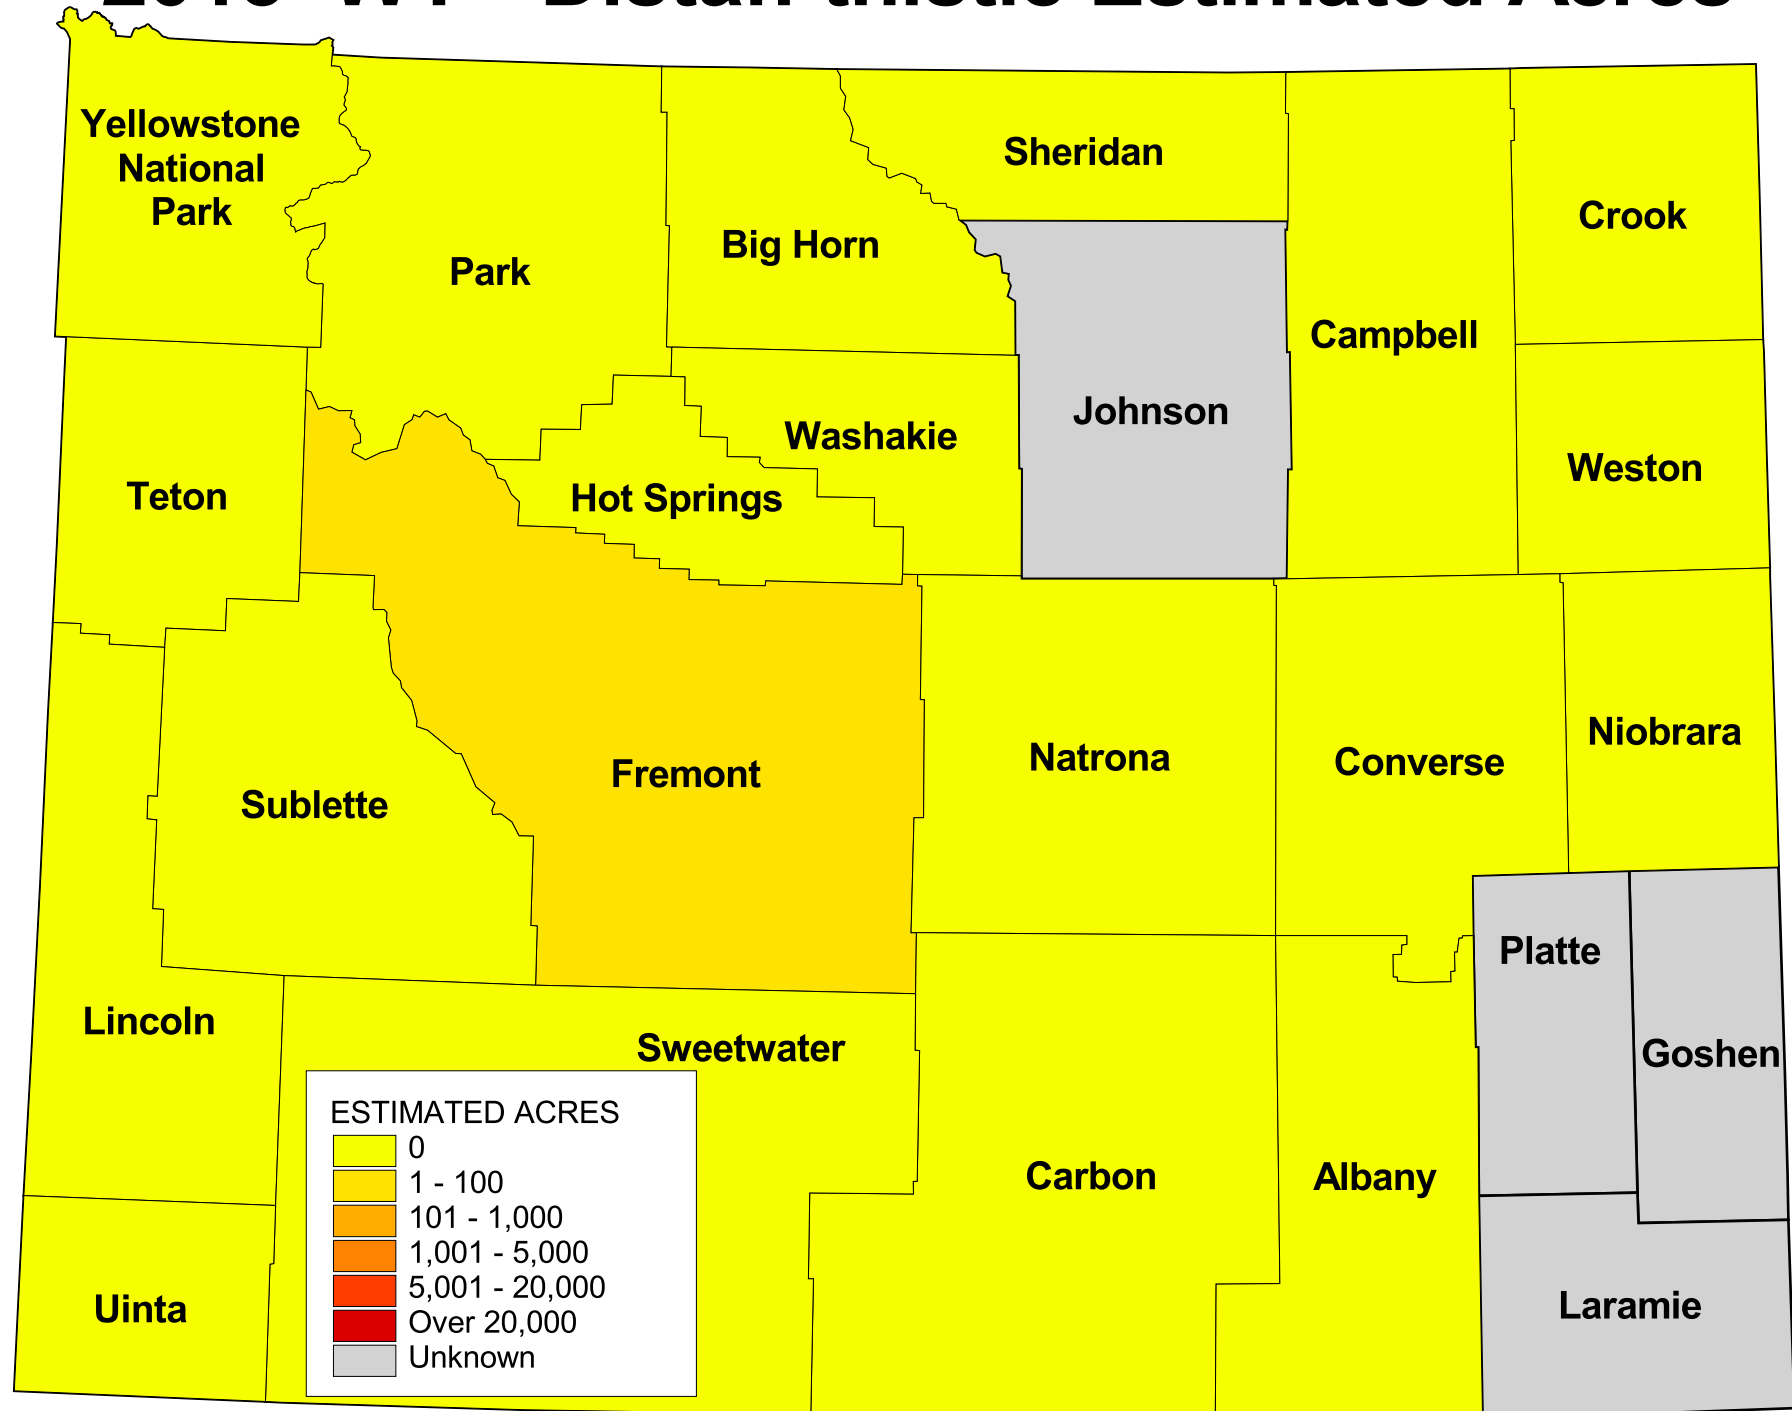 Estimated Acres
Yellowstone
National
Park
Park
Big Horn
Sheridan
Crook
Campbell
Johnson
Washakie
Hot Springs
Teton
Weston
Fremont
Natrona
Converse
Niobrara
Sublette
Platte
Lincoln
Sweetwater
Goshen
Carbon
Albany
Uinta
Laramie
ESTIMATED ACRES
0
1 - 100
101 - 1,000
1,001 - 5,000
5,001 - 20,000
Over 20,000
Unknown